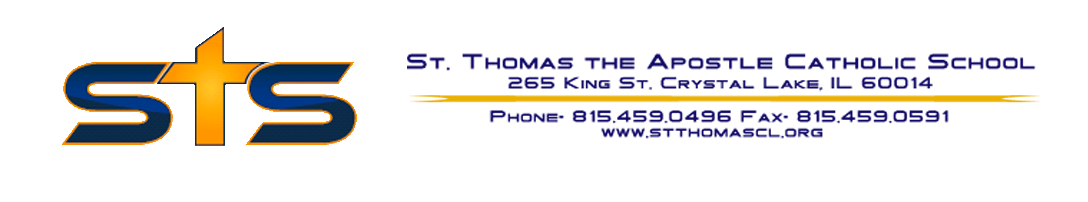 STS
St. Thomas the Apostle Catholic School
265 King St. Crystal Lake, IL 60014
Phone- 815.459.0496 Fax- 815.459.0591
www.stthomascl.org